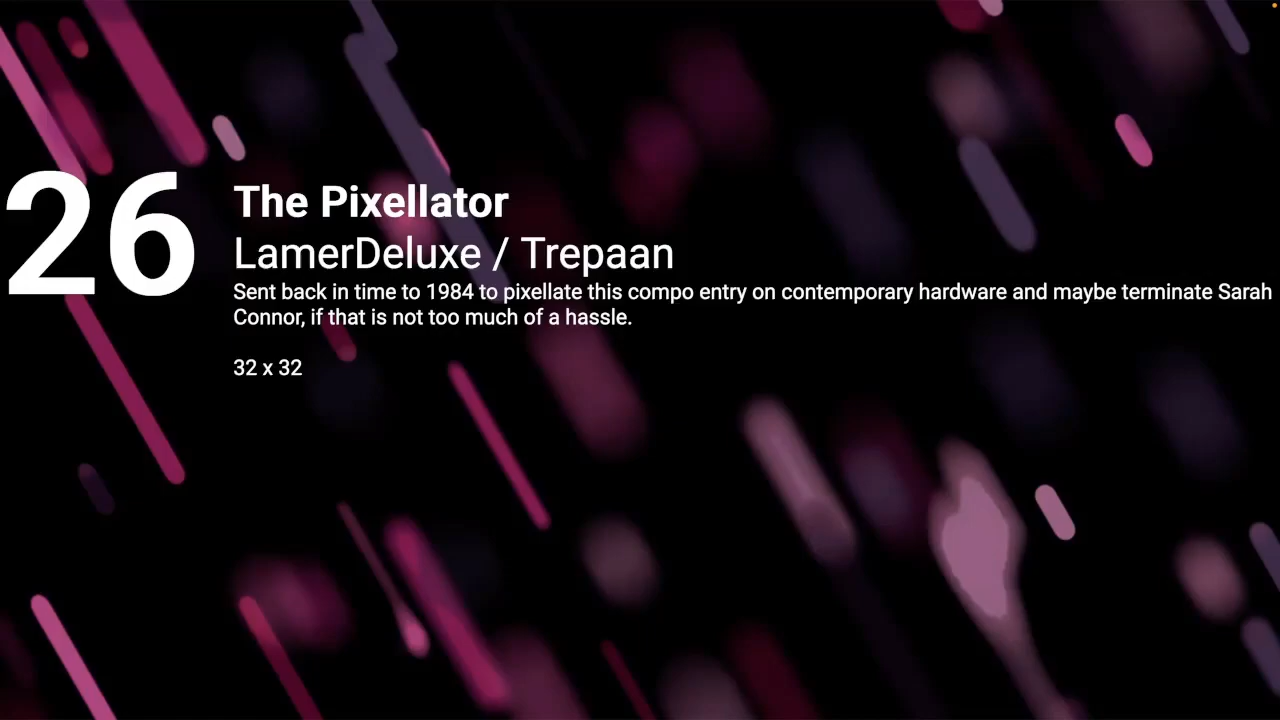 26
The Pixellator
LamerDeluxe / Trepaan
Sent back in time to 1984 to pixellate this compo entry on contemporary hardware and maybe terminate Sarah
Connor, if that is not too much of a hassle.
32 x 32